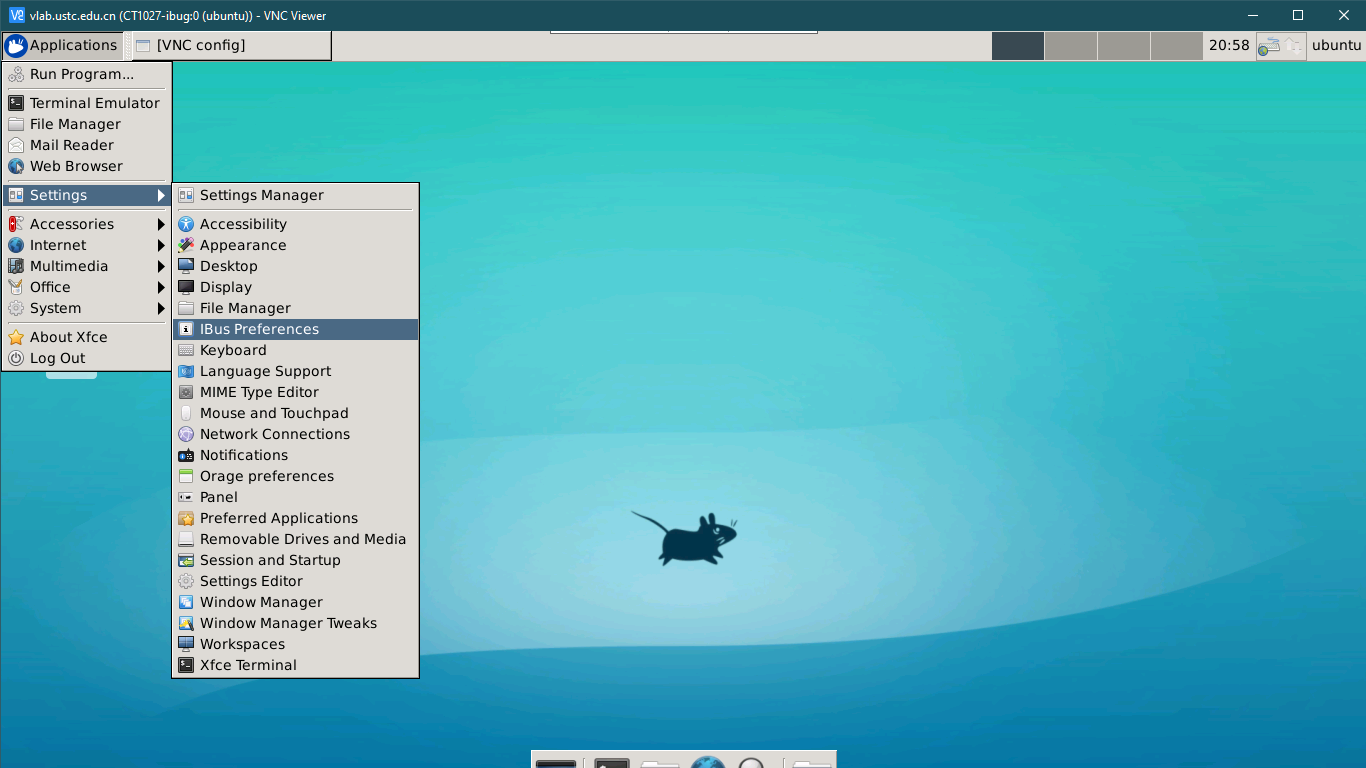 vlab.ustc.edu.cn (CT1027-ibug:0 (ubuntu)) - VNC Viewer
Applications
[VNC config]
20:58
ubuntu
Run Program...
Terminal Emulator
File Manager
Mail Reader
Web Browser
Settings
Accessories
Internet
Multimedia
Office
System
About Xfce
Log Out
Settings Manager
Accessibility
Appearance
Desktop
Display
File Manager
IBus Preferences
Keyboard
Language Support
MIME Type Editor
Mouse and Touchpad
Network Connections
Notifications
Orage preferences
Panel
Preferred Applications
Removable Drives and Media
Session and Startup
Settings Editor
Window Manager
Window Manager Tweaks
Workspaces
Xfce Terminal